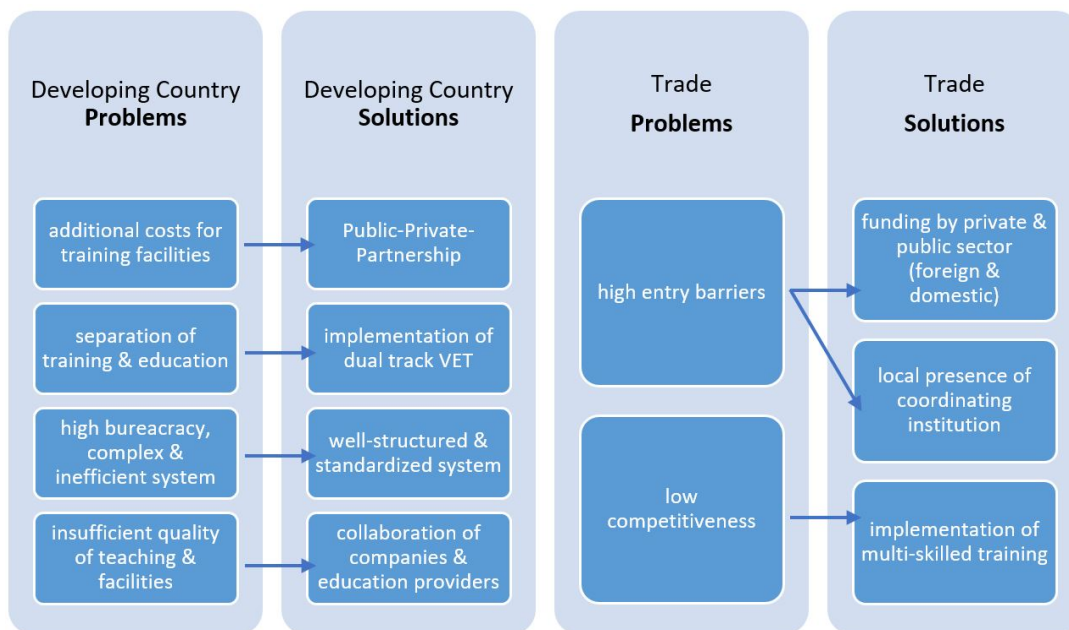 Developing Country
Problems
additional costs for
training facilities
separation of
training & education
high bureacracy,
complex &
inefficient system
insufficient quality
of teaching &
facilities
Developing Country
Solutions
Public-Private-
Partnership
implementation of
dual track VET
well-structured &
standardized system
collaboration of
companies &
education providers
Trade
Problems
high entry barriers
low
competitiveness
Trade
Solutions
funding by private &
public sector
(foreign &
domestic)
local presence of
coordinating
institution
implementation of
multi-skilled training